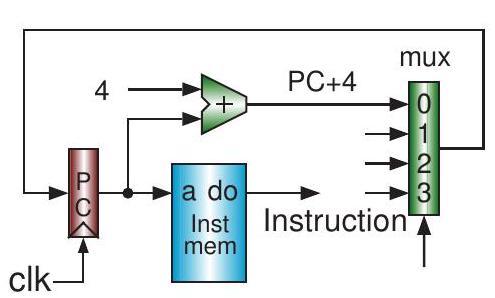 mux
4
+
PC+4
0
1
2
3
P
C
a do
Inst
mem
Instruction
clk